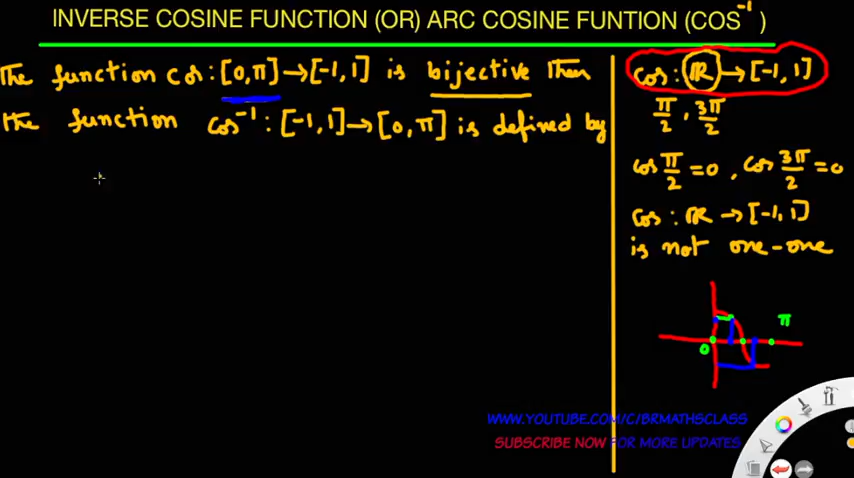 INVERSE COSINE FUNCTION (OR) ARC COSINE FUNTION (COS⁻¹ )
The function cos : [0,π] → [-1,1] is bijective Then
the function cos⁻¹ : [-1,1] → [0,π] is defined by
cos : ℝ → [-1,1]
π/2 , 3π/2
cos π/2 = 0 , cos 3π/2 = 0
cos : ℝ → [-1,1]
is not one-one
π
0
WWW.YOUTUBE.COM/C/BRMATHSCLASS
SUBSCRIBE NOW FOR MORE UPDATES